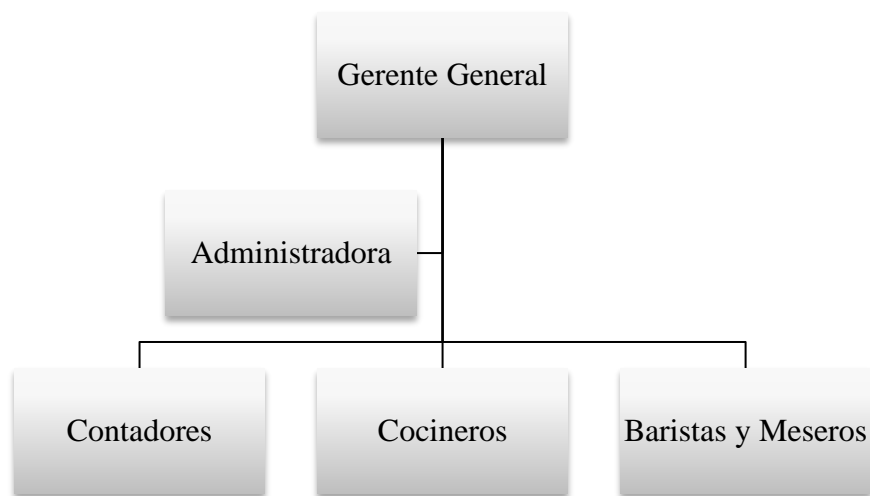 Gerente General
Administradora
Contadores
Cocineros
Baristas y Meseros